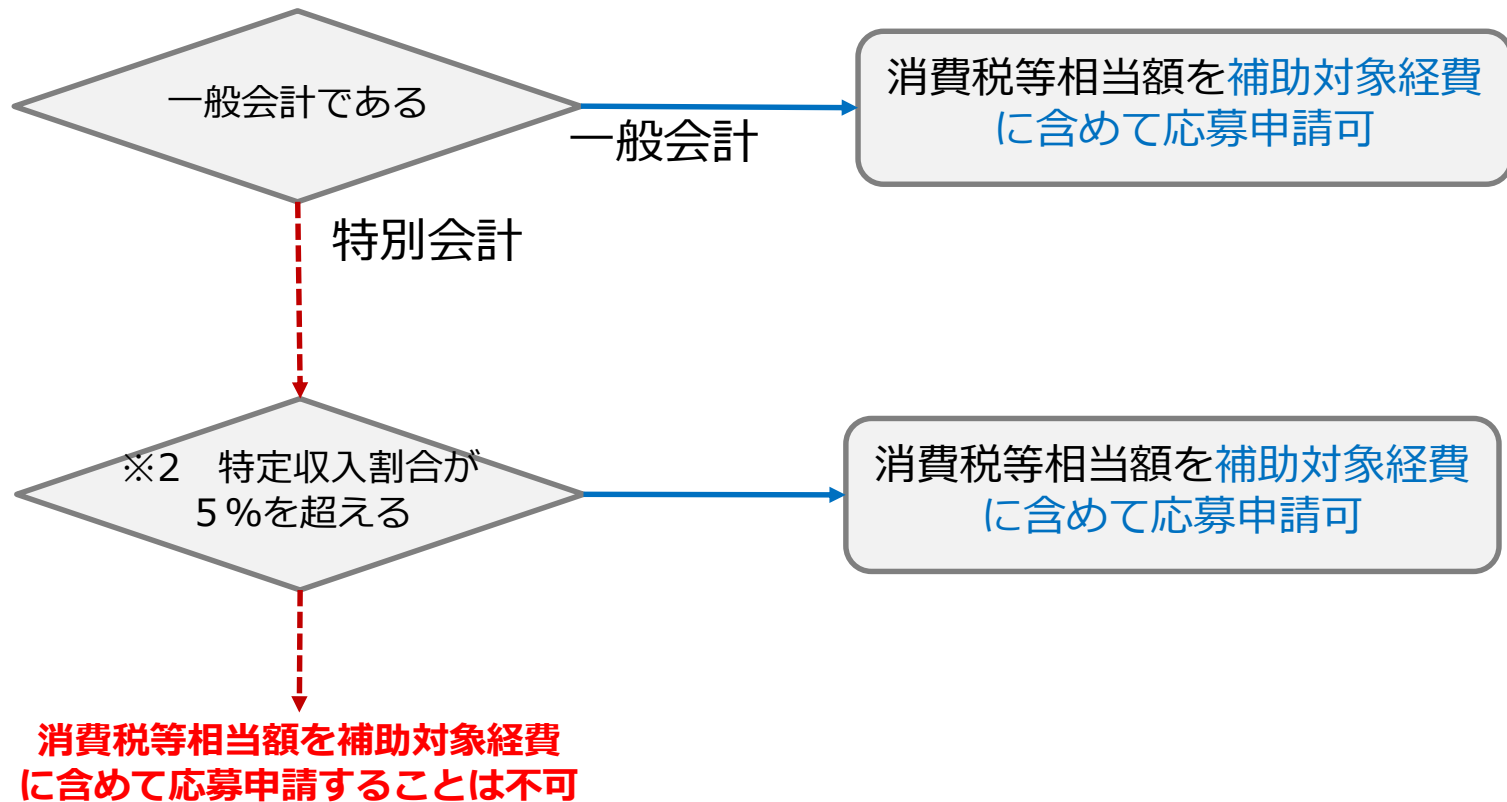 一般会計である
消費税等相当額を補助対象経費
に含めて応募申請可
一般会計
特別会計
※2　特定収入割合が
５%を超える
消費税等相当額を補助対象経費
に含めて応募申請可
消費税等相当額を補助対象経費
に含めて応募申請することは不可